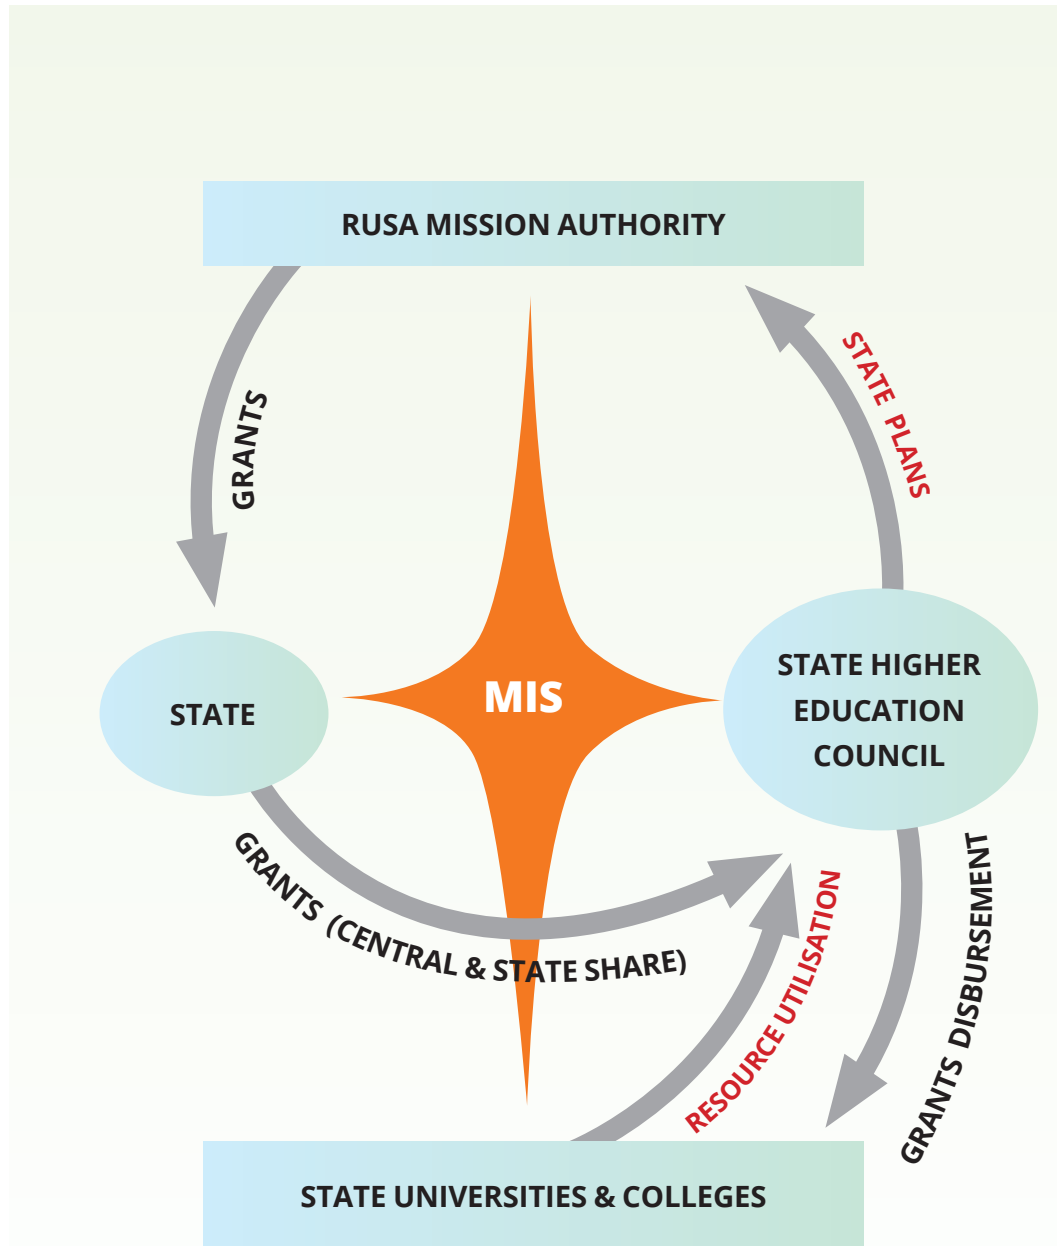 RUSA MISSION AUTHORITY
GRANTS
STATE PLANS
STATE
MIS
STATE HIGHER
EDUCATION
COUNCIL
GRANTS (CENTRAL & STATE SHARE)
RESOURCE UTILISATION
GRANTS DISBURSEMENT
STATE UNIVERSITIES & COLLEGES